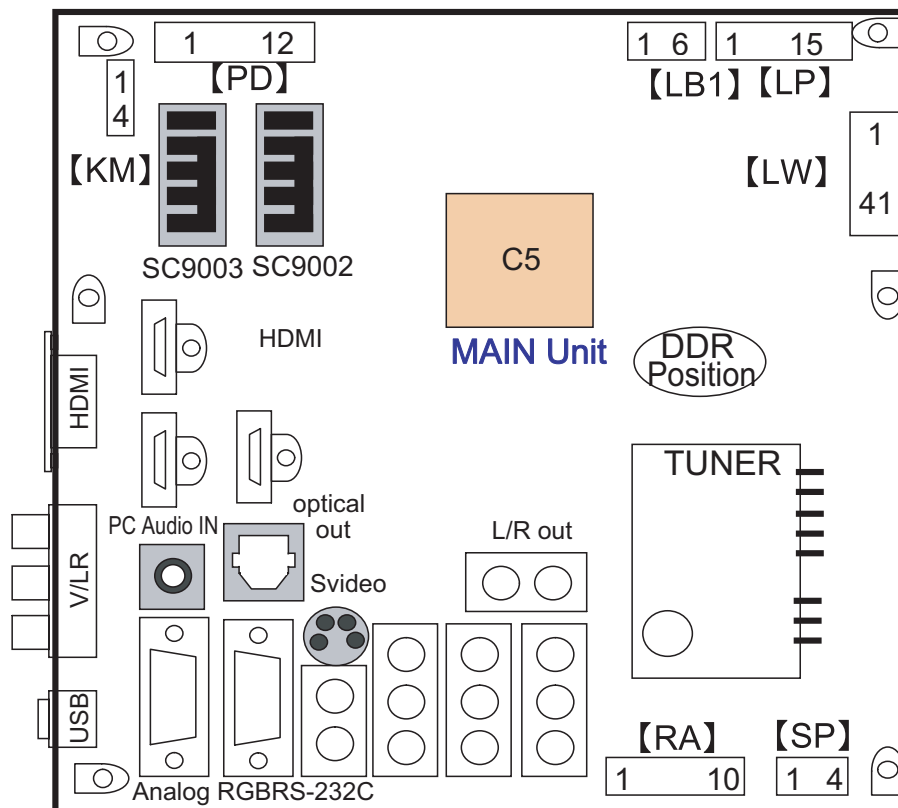 1 12
【PD】
1 6
【LB1】
1 15
【LP】
1
4
【KM】
1
41
【LW】
SC9003
SC9002
C5
MAIN Unit
HDMI
DDR
Position
HDMI
TUNER
optical
out
PC Audio IN
L/R out
V/LR
Svideo
USB
【RA】
1 10
【SP】
1 4
Analog RGBRS-232C